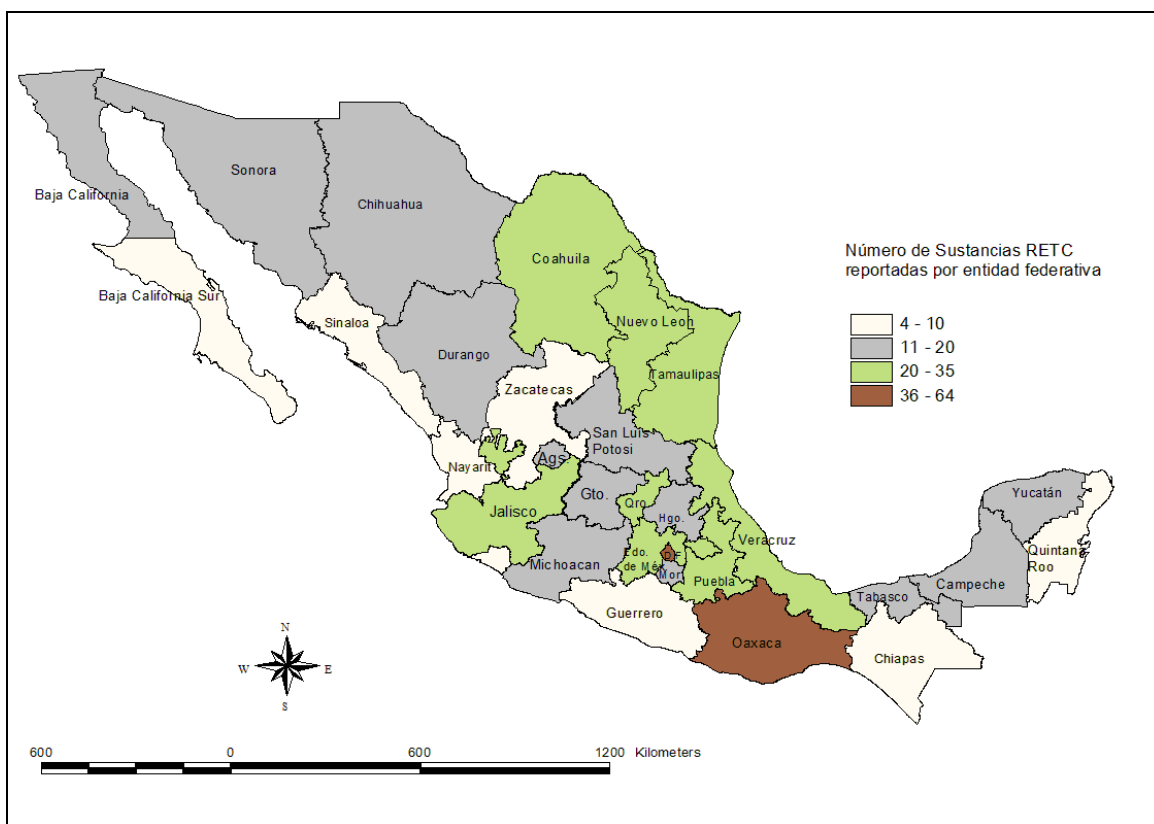 Sonora
Baja California
Chihuahua
Coahuila
Número de Sustancias RETC
reportadas por entidad federativa
4 - 10
11 - 20
20 - 35
36 - 64
Baja California Sur
Sinaloa
Nuevo Leon
Durango
Tamaulipas
Zacatecas
San Luis
Potosi
Ags.
Nayarit
Gto.
Qro.
Hgo.
Jalisco
Yucatán
Veracruz
Quintana
Roo
Edo.
de Méx
D.F.
Michoacan
Mor.
Puebla
Campeche
Tabasco
Guerrero
Oaxaca
Chiapas
N
W
E
S
600
0
600
1200
Kilometers